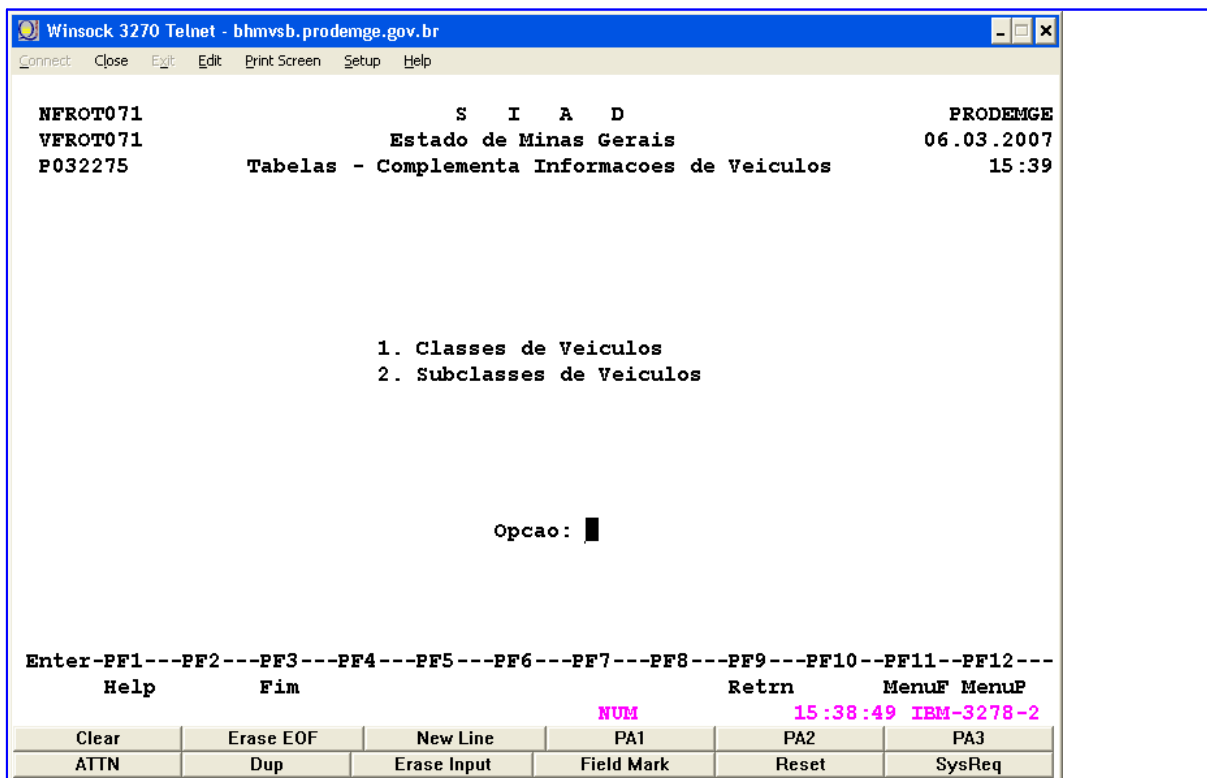 Winsock 3270 Telnet - bhmvsb.prodemge.gov.br
Connect Close Exit Edit Print Screen Setup Help
NFROT071 S I A D PRODEMGE
VFROT071 Estado de Minas Gerais 06.03.2007
P032275 Tabelas - Complementa Informacoes de Veiculos 15:39
1. Classes de Veiculos
2. Subclasses de Veiculos
Opcao:
Enter-PF1---PF2---PF3---PF4---PF5---PF6---PF7---PF8---PF9---PF10--PF11--PF12---
Help Fim Retrn MenuF MenuP
NUM 15:38:49 IBM-3278-2
Clear Erase EOF New Line PA1 PA2 PA3
ATTN Dup Erase Input Field Mark Reset SysReq